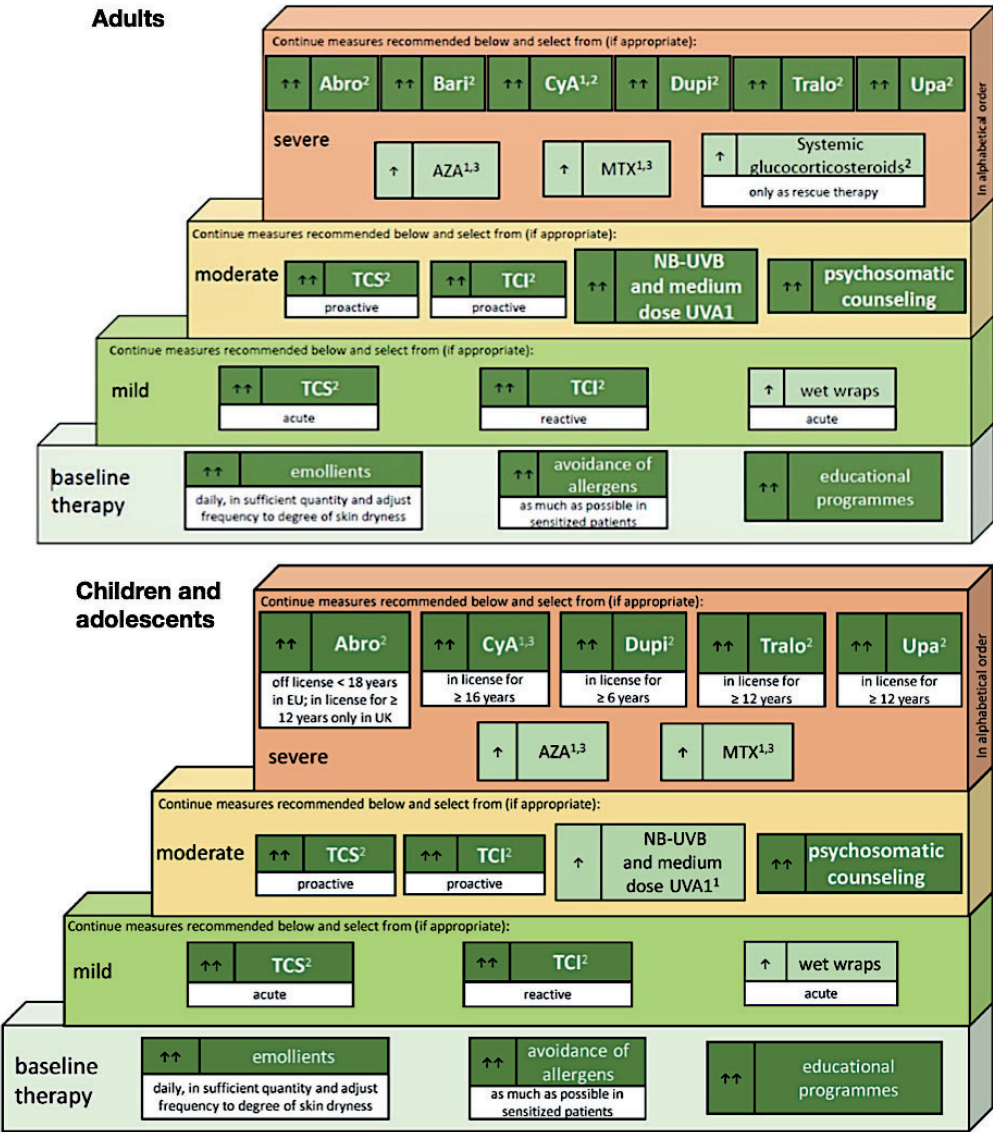 Adults
Continue measures recommended below and select from (if appropriate):
↑↑ Abro² ↑↑ Bari² ↑↑ CyA¹,² ↑↑ Dupi² ↑↑ Tralo² ↑↑ Upa²
severe
↑ AZA¹,³ ↑ MTX¹,³ ↑ Systemic
glucocorticosteroids²
only as rescue therapy
In alphabetical order
Continue measures recommended below and select from (if appropriate):
moderate
↑↑ TCS²
proactive
↑↑ TCI²
proactive
↑↑ NB-UVB
and medium
dose UVA1
↑↑ psychosomatic
counseling
Continue measures recommended below and select from (if appropriate):
mild
↑↑ TCS²
acute
↑↑ TCI²
reactive
↑ wet wraps
acute
baseline
therapy
↑↑ emollients
daily, in sufficient quantity and adjust
frequency to degree of skin dryness
↑↑ avoidance of
allergens
as much as possible in
sensitized patients
↑↑ educational
programmes
Children and
adolescents
Continue measures recommended below and select from (if appropriate):
↑↑ Abro²
off license < 18 years
in EU; in license for ≥
12 years only in UK
↑↑ CyA¹,³
in license for
≥ 16 years
↑↑ Dupi²
in license for
≥ 6 years
↑↑ Tralo²
in license for
≥ 12 years
↑↑ Upa²
in license for
≥ 12 years
severe
↑ AZA¹,³ ↑ MTX¹,³
In alphabetical order
Continue measures recommended below and select from (if appropriate):
moderate
↑↑ TCS²
proactive
↑↑ TCI²
proactive
↑ NB-UVB
and medium
dose UVA1¹
↑↑ psychosomatic
counseling
Continue measures recommended below and select from (if appropriate):
mild
↑↑ TCS²
acute
↑↑ TCI²
reactive
↑ wet wraps
acute
baseline
therapy
↑↑ emollients
daily, in sufficient quantity and adjust
frequency to degree of skin dryness
↑↑ avoidance of
allergens
as much as possible in
sensitized patients
↑↑ educational
programmes